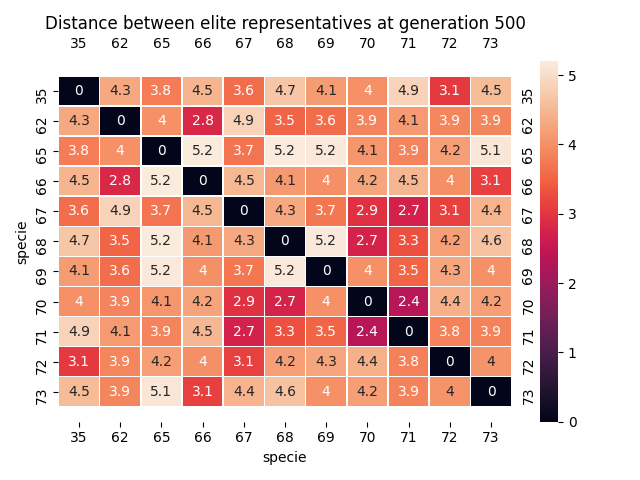 Distance between elite representatives at generation 500
35 62 65 66 67 68 69 70 71 72 73
35 0 4.3 3.8 4.5 3.6 4.7 4.1 4 4.9 3.1 4.5 35
62 4.3 0 4 2.8 4.9 3.5 3.6 3.9 4.1 3.9 3.9 62
65 3.8 4 0 5.2 3.7 5.2 5.2 4.1 3.9 4.2 5.1 65
66 4.5 2.8 5.2 0 4.5 4.1 4 4.2 4.5 4 3.1 66
67 3.6 4.9 3.7 4.5 0 4.3 3.7 2.9 2.7 3.1 4.4 67
68 4.7 3.5 5.2 4.1 4.3 0 5.2 2.7 3.3 4.2 4.6 68
69 4.1 3.6 5.2 4 3.7 5.2 0 4 3.5 4.3 4 69
70 4 3.9 4.1 4.2 2.9 2.7 4 0 2.4 4.4 4.2 70
71 4.9 4.1 3.9 4.5 2.7 3.3 3.5 2.4 0 3.8 3.9 71
72 3.1 3.9 4.2 4 3.1 4.2 4.3 4.4 3.8 0 4 72
73 4.5 3.9 5.1 3.1 4.4 4.6 4 4.2 3.9 4 0 73
35 62 65 66 67 68 69 70 71 72 73
specie
specie
5
4
3
2
1
0